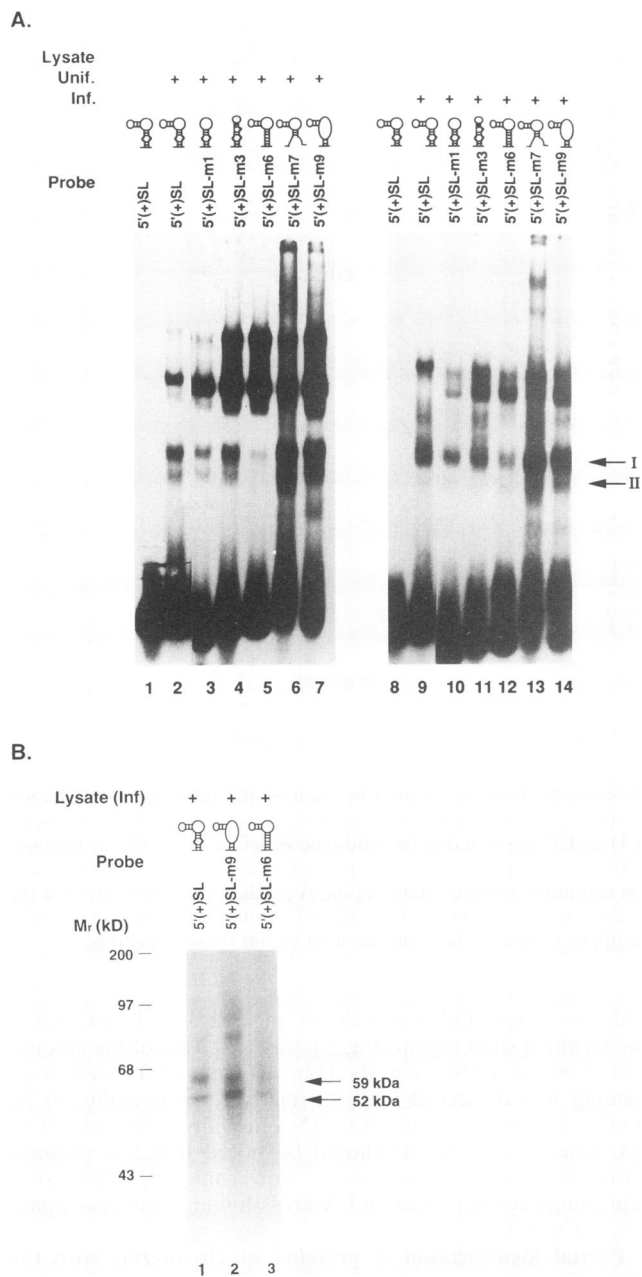 A.
Lysate
Unif. + + + + + +
Inf. + + + + + +
Probe 5'(+)SL 5'(+)SL 5'(+)SL-m1 5'(+)SL-m3 5'(+)SL-m6 5'(+)SL-m7 5'(+)SL-m9 5'(+)SL 5'(+)SL 5'(+)SL-m1 5'(+)SL-m3 5'(+)SL-m6 5'(+)SL-m7 5'(+)SL-m9
I
II
1 2 3 4 5 6 7 8 9 10 11 12 13 14
B.
Lysate (Inf) + + +
Probe 5'(+)SL 5'(+)SL-m9 5'(+)SL-m6
Mr (kD)
200
97
68
59 kDa
52 kDa
43
1 2 3